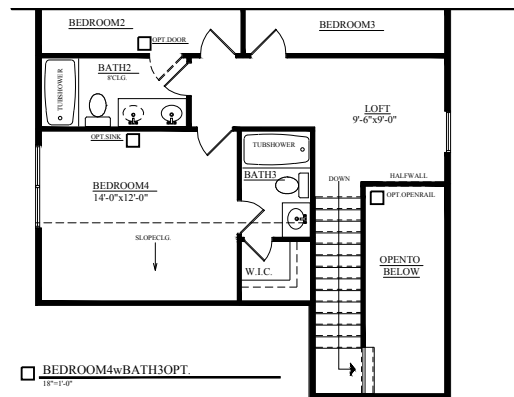 BEDROOM2
BEDROOM3
OPT.DOOR
BATH2
8'CLG.
TUBSHOWER
LOFT
9'-6"x9'-0"
OPT.SINK
TUBSHOWER
BEDROOM4
14'-0"x12'-0"
BATH3
DOWN
HALFWALL
OPT.OPENRAIL
SLOPECLG.
W.I.C.
OPENTO
BELOW
BEDROOM4wBATH3OPT.
18"=1'-0"